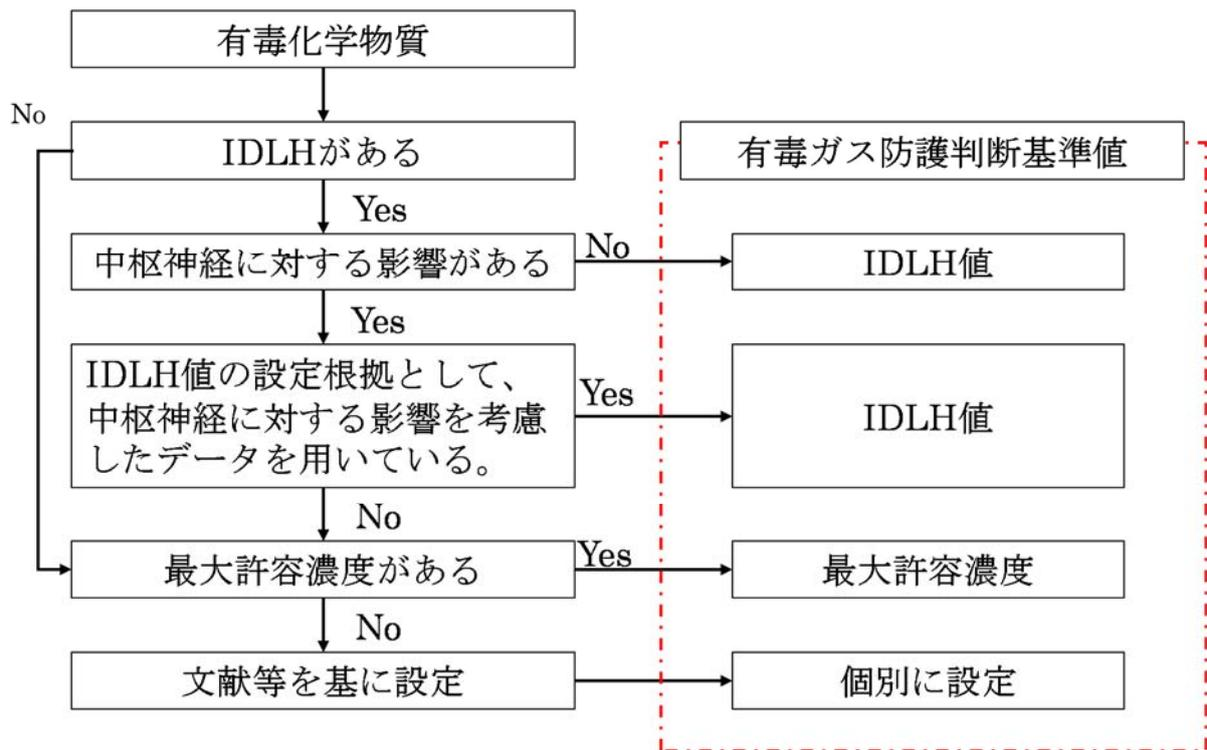 有毒化学物質
No
IDLHがある
有毒ガス防護判断基準値
Yes
中枢神経に対する影響がある
No
IDLH値
Yes
IDLH値の設定根拠として、
中枢神経に対する影響を考慮
したデータを用いている。
Yes
IDLH値
No
最大許容濃度がある
Yes
最大許容濃度
No
文献等を基に設定
個別に設定